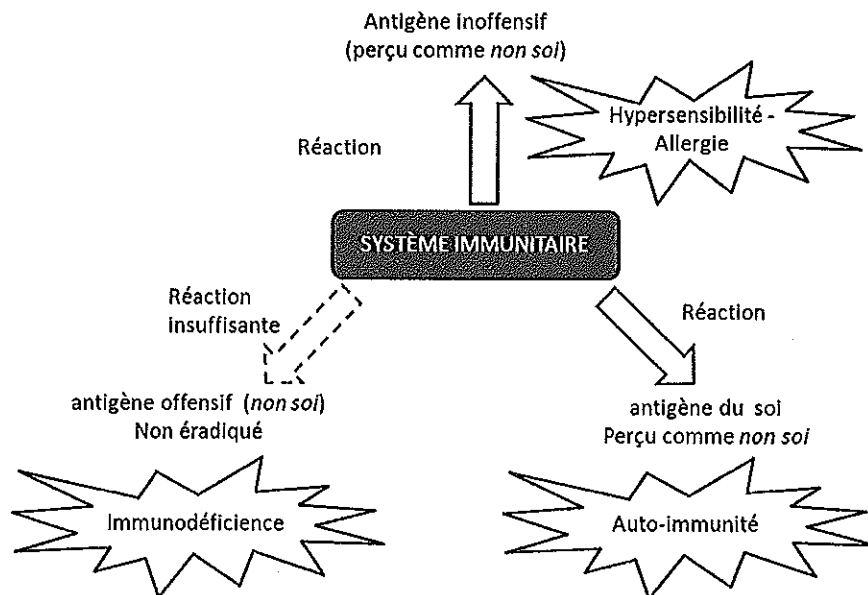 Antigène inoffensif
(perçu comme non soi)
Hypersensibilité -
Allergie
Réaction
SYSTÈME IMMUNITAIRE
Réaction
insuffisante
Réaction
antigène offensif (non soi)
Non éradiqué
antigène du soi
Perçu comme non soi
Immunodéficience
Auto-immunité